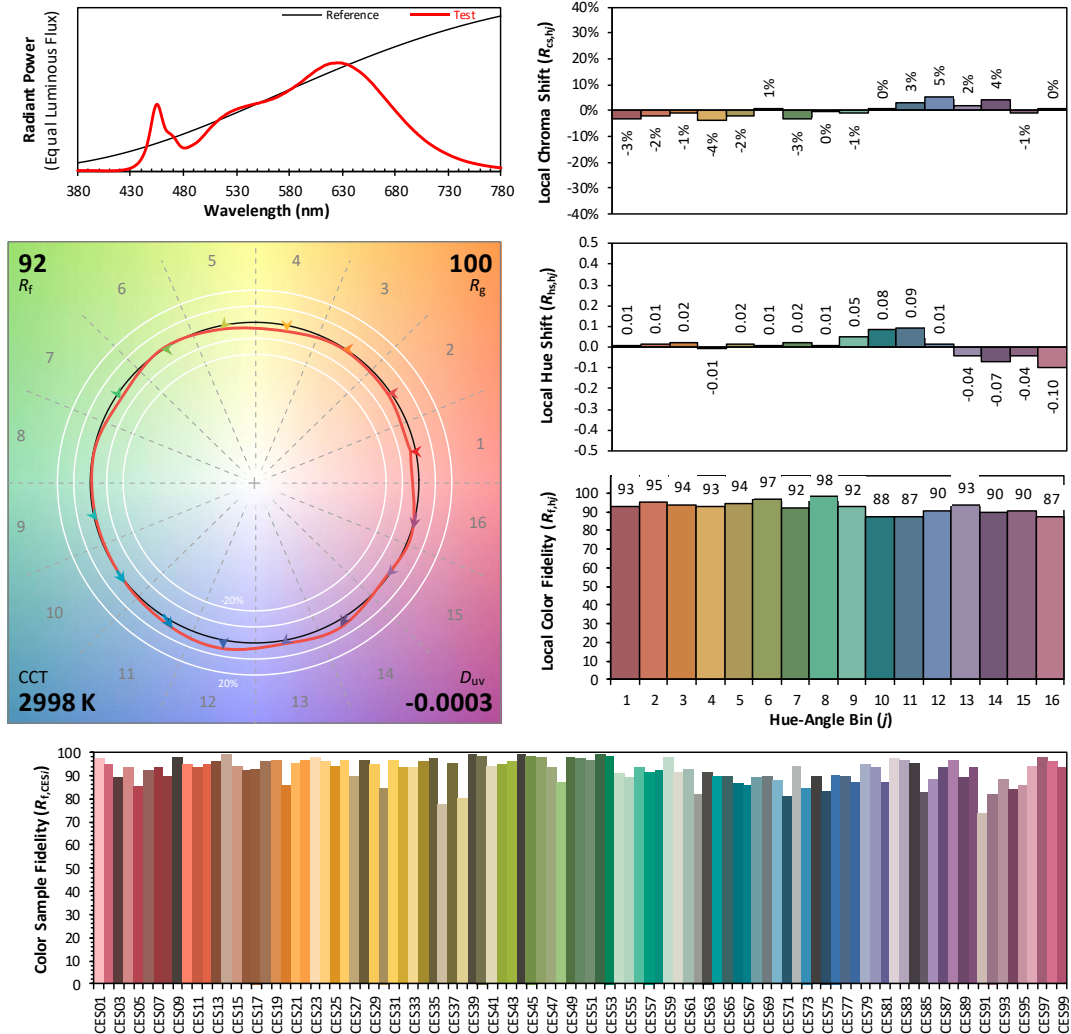 Radiant Power
(Equal Luminous Flux)
Reference
Test
380 430 480 530 580 630 680 730 780
Wavelength (nm)
Local Chroma Shift (Rcs,hj)
40%
30%
20%
10%
0%
-10%
-20%
-30%
-40%
-3% -2% -1% -4% -2% 1% -3% 0% -1% 0% 3% 5% 2% 4% -1% 0%
92
Rf
100
Rg
5 4
6 3
7 2
8 1
9 16
10 15
11 14
12 13
-20%
20%
CCT
2998 K
Duv
-0.0003
Local Hue Shift (Rhs,hj)
0.5
0.4
0.3
0.2
0.1
0.0
-0.1
-0.2
-0.3
-0.4
-0.5
0.01 0.01 0.02 -0.01 0.02 0.01 0.02 0.01 0.05 0.08 0.09 0.01 -0.04 -0.07 -0.04 -0.10
Local Color Fidelity (Rf,hj)
100
90
80
70
60
50
40
30
20
10
0
93 95 94 93 94 97 92 98 92 88 87 90 93 90 90 87
1 2 3 4 5 6 7 8 9 10 11 12 13 14 15 16
Hue-Angle Bin (j)
Color Sample Fidelity (Rf,CESi)
100
90
80
70
60
50
40
30
20
10
0
CES01 CES03 CES05 CES07 CES09 CES11 CES13 CES15 CES17 CES19 CES21 CES23 CES25 CES27 CES29 CES31 CES33 CES35 CES37 CES39 CES41 CES43 CES45 CES47 CES49 CES51 CES53 CES55 CES57 CES59 CES61 CES63 CES65 CES67 CES69 CES71 CES73 CES75 CES77 CES79 CES81 CES83 CES85 CES87 CES89 CES91 CES93 CES95 CES97 CES99